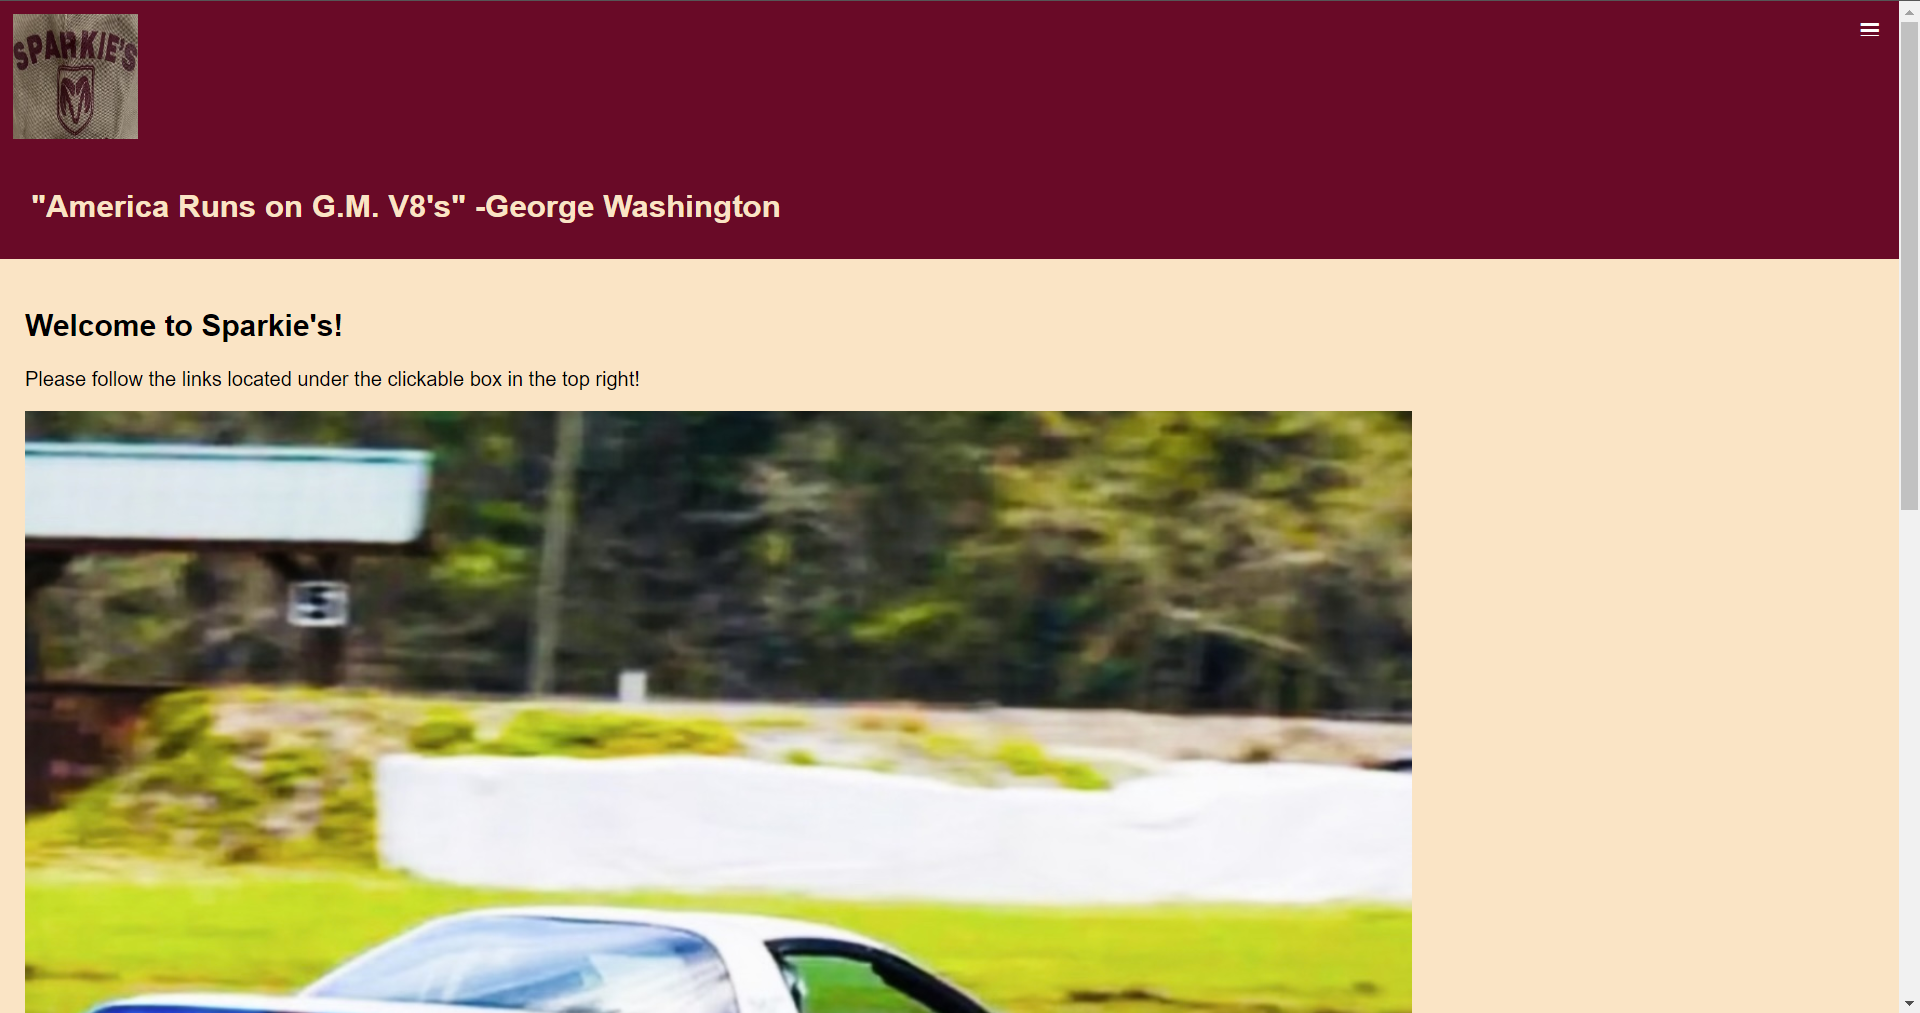 SPARKIE'S
"America Runs on G.M. V8's" -George Washington
Welcome to Sparkie's!
Please follow the links located under the clickable box in the top right!